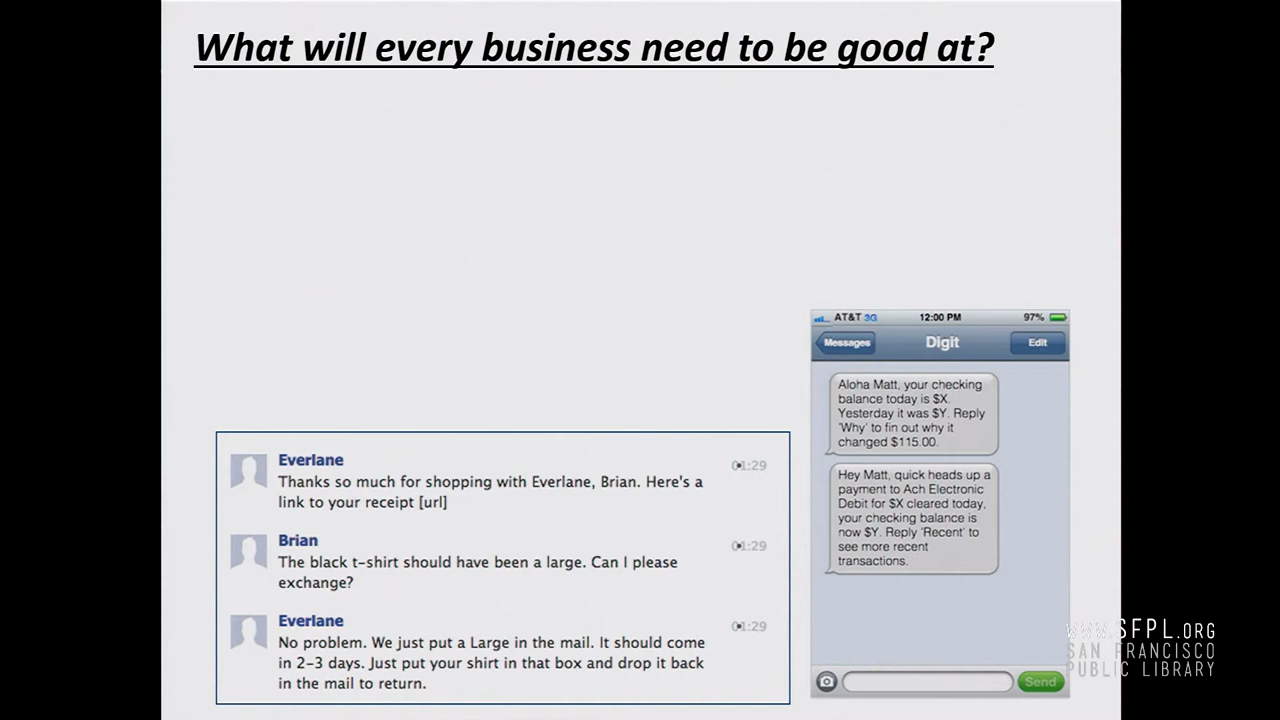 What will every business need to be good at?
Everlane
Thanks so much for shopping with Everlane, Brian. Here's a
link to your receipt [url]
Brian
The black t-shirt should have been a large. Can I please
exchange?
Everlane
No problem. We just put a Large in the mail. It should come
in 2-3 days. Just put your shirt in that box and drop it back
in the mail to return.
AT&T 3G 12:00 PM 97%
Messages Digit Edit
Aloha Matt, your checking
balance today is $X.
Yesterday it was $Y. Reply
'Why' to fin out why it
changed $115.00.
Hey Matt, quick heads up a
payment to Ach Electronic
Debit for $X cleared today,
your checking balance is
now $Y. Reply 'Recent' to
see more recent
transactions.
Send
WWW.SFPL.ORG
SAN FRANCISCO
PUBLIC LIBRARY